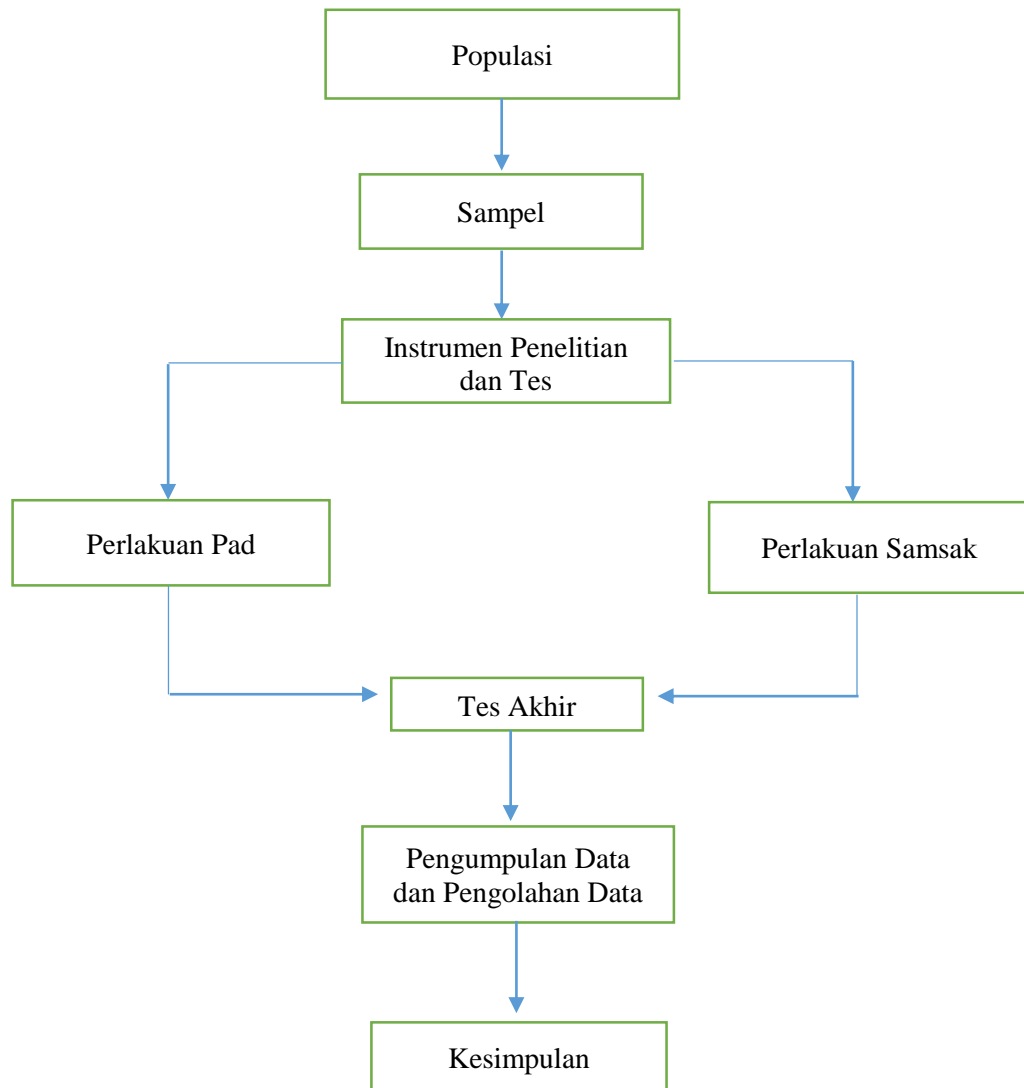 Populasi
Sampel
Instrumen Penelitian
dan Tes
Perlakuan Pad
Perlakuan Samsak
Tes Akhir
Pengumpulan Data
dan Pengolahan Data
Kesimpulan